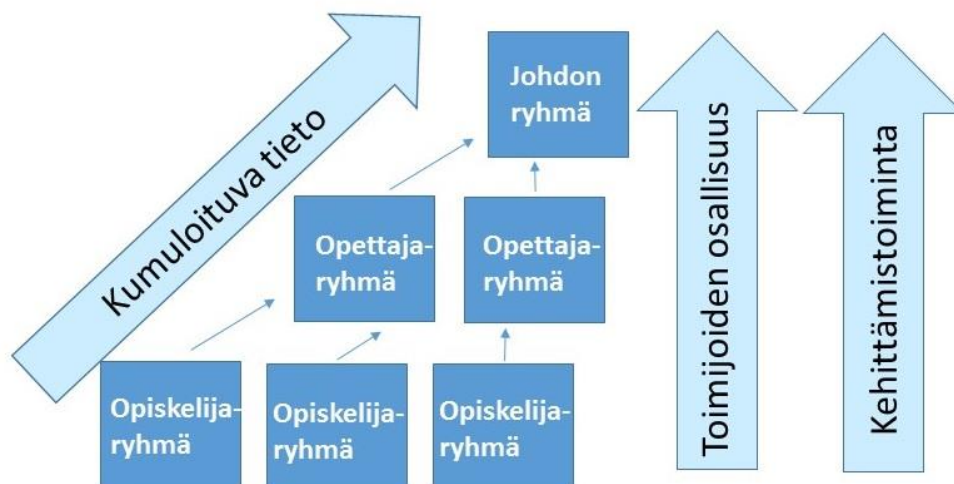 Kumuloituva tieto
Johdon
ryhmä
Opettaja-
ryhmä
Opettaja-
ryhmä
Opiskelija-
ryhmä
Opiskelija-
ryhmä
Opiskelija-
ryhmä
Toimijoiden osallisuus
Kehittämistoiminta